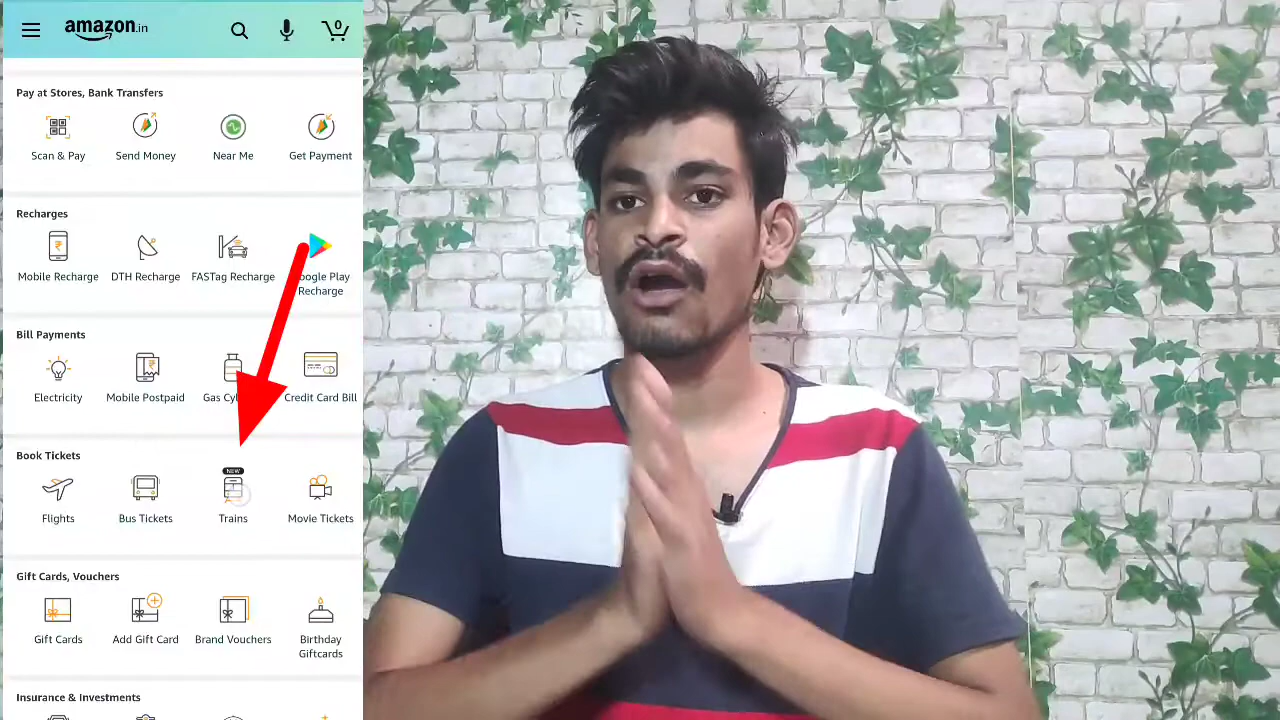 amazon.in
0
Pay at Stores, Bank Transfers
Scan & Pay
Send Money
Near Me
Get Payment
Recharges
Mobile Recharge
DTH Recharge
FASTag Recharge
Play
Recharge
Bill Payments
Electricity
Mobile Postpaid
Gas
Credit Card Bill
Book Tickets
NEW
Flights
Bus Tickets
Trains
Movie Tickets
Gift Cards, Vouchers
Gift Cards
Add Gift Card
Brand Vouchers
Birthday
Giftcards
Insurance & Investments